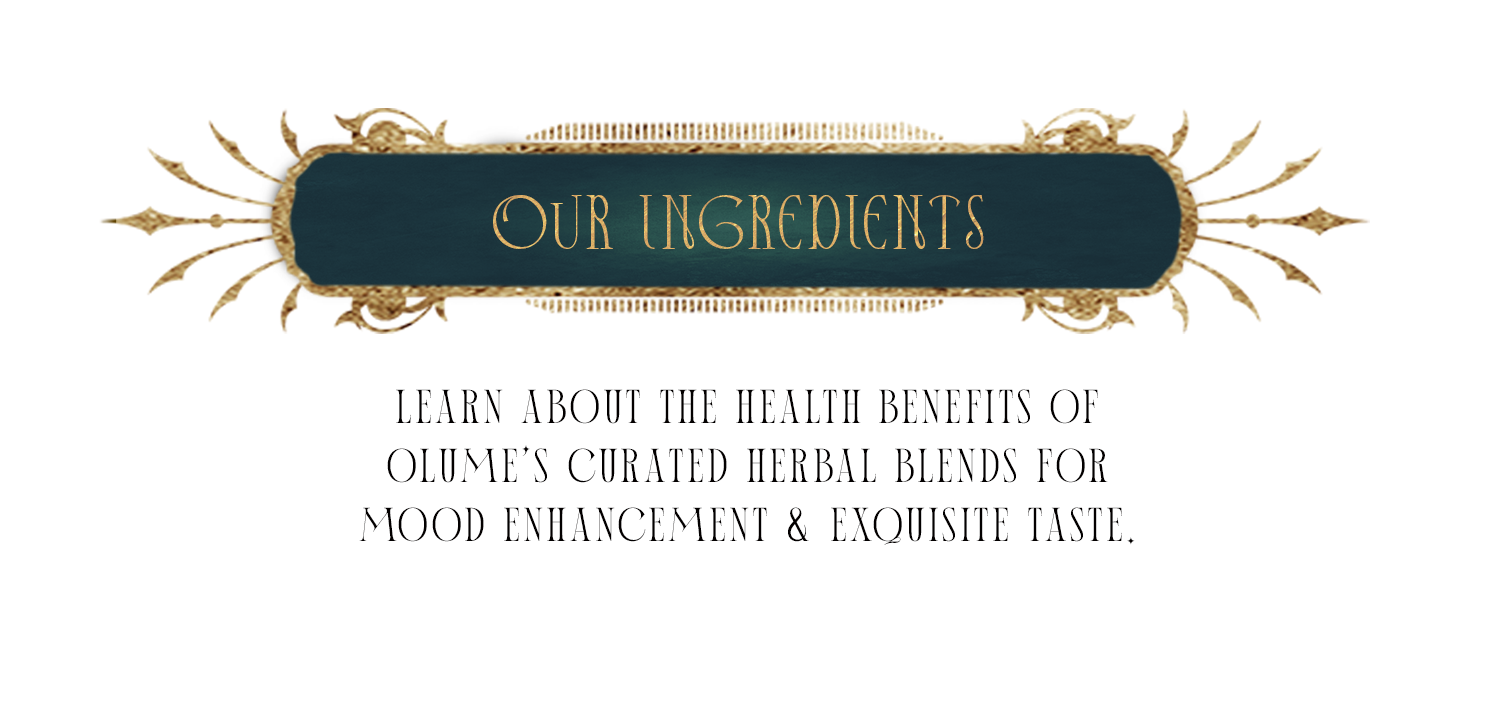 OUR INGREDIENTS
LEARN ABOUT THE HEALTH BENEFITS OF
OLUME'S CURATED HERBAL BLENDS FOR
MOOD ENHANCEMENT & EXQUISITE TASTE.